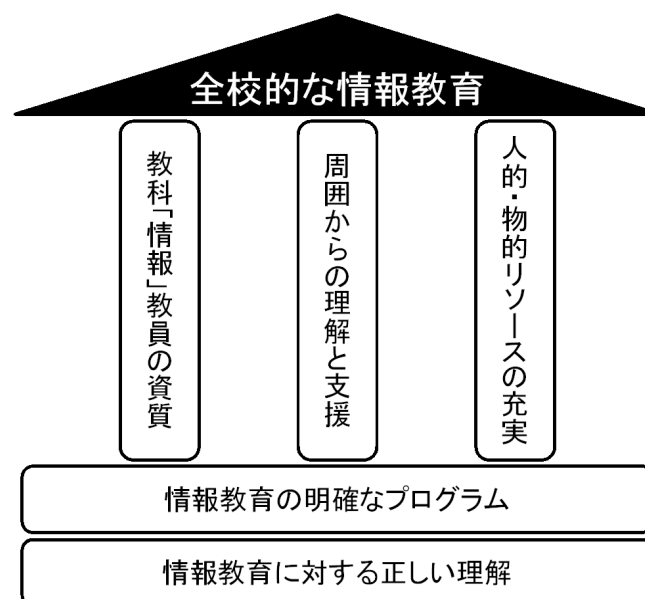 全校的な情報教育
教科「情報」教員の資質
周囲からの理解と支援
人的・物的リソースの充実
情報教育の明確なプログラム
情報教育に対する正しい理解